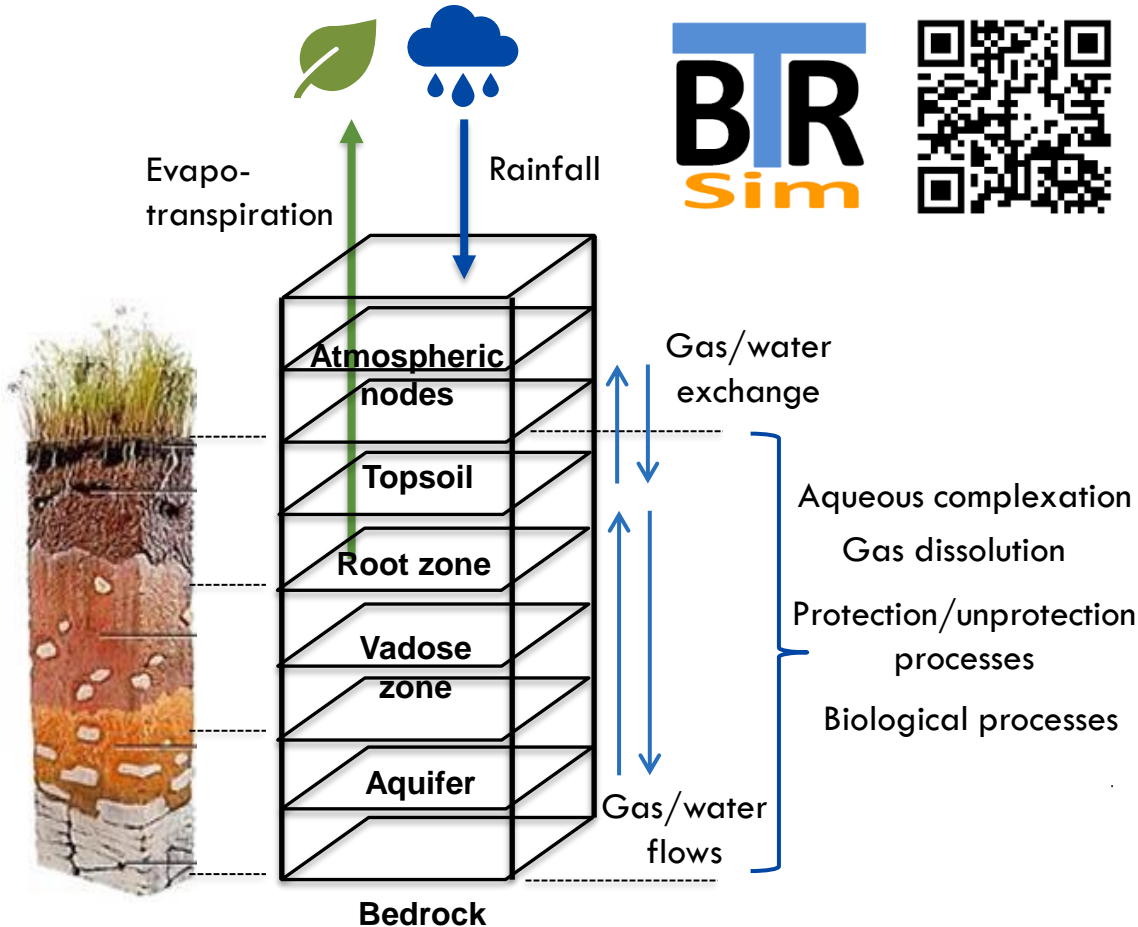 BTR
Sim
Evapo-
transpiration
Rainfall
Atmospheric
nodes
Gas/water
exchange
Topsoil
Root zone
Vadose
zone
Aquifer
Gas/water
flows
Bedrock
Aqueous complexation
Gas dissolution
Protection/unprotection
processes
Biological processes
.